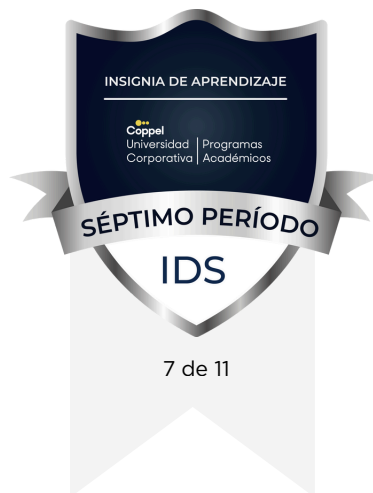 INSIGNIA DE APRENDIZAJE
Coppel
Universidad | Programas
Corporativa | Académicos
SÉPTIMO PERÍODO
IDS
7 de 11